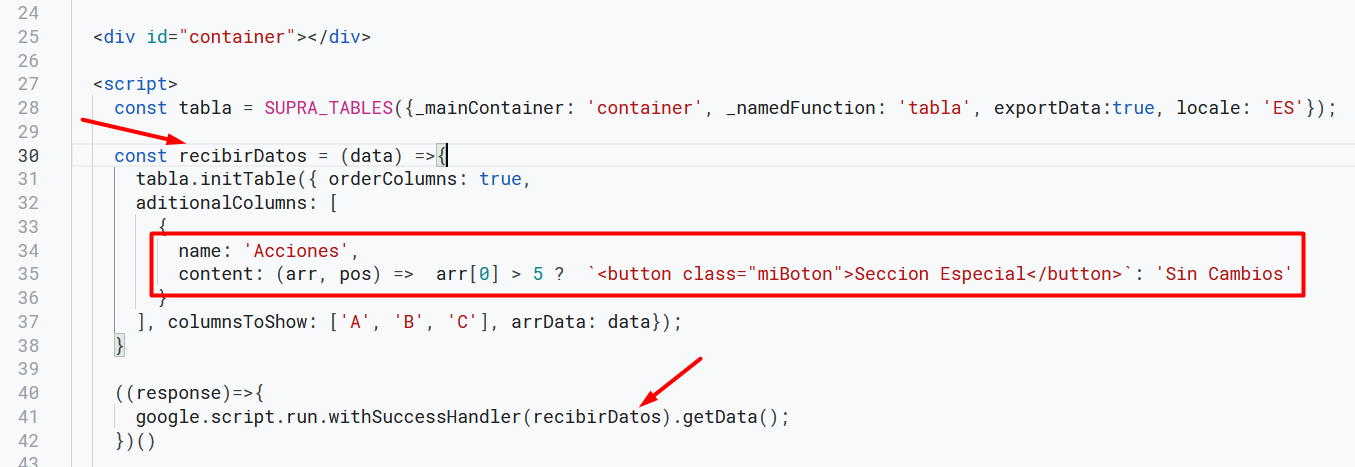 24
25 <div id="container"></div>
26
27 <script>
28 const tabla = SUPRA_TABLES({_mainContainer: 'container', _namedFunction: 'tabla', exportData:true, locale: 'ES'});
29
30 const recibirDatos = (data) =>{
31 tabla.initTable({ orderColumns: true,
32 aditionalColumns: [
33 {
34 name: 'Acciones',
35 content: (arr, pos) => arr[0] > 5 ? `<button class="miBoton">Seccion Especial</button>`: 'Sin Cambios'
36 }
37 ], columnsToShow: ['A', 'B', 'C'], arrData: data});
38 }
39
40 ((response)=>{
41 google.script.run.withSuccessHandler(recibirDatos).getData();
42 })()
43